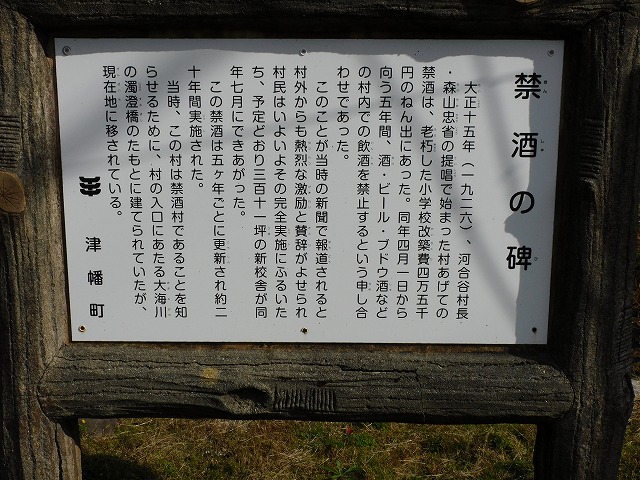 禁酒の碑
大正十五年（一九二六）、河合谷村長
・森山忠省の提唱で始まった村あげての
禁酒は、老朽した小学校改築費四万五千
円のねん出にあった。同年四月一日から
向う五年間、酒・ビール・ブドウ酒など
の村内での飲酒を禁止するという申し合
わせであった。
このことが当時の新聞で報道されると
村外からも熱烈な激励と賛辞がよせられ
村民はいよいよその完全実施にふるいた
ち、予定どおり三百十一坪の新校舎が同
年七月にできあがった。
この禁酒は五ヶ年ごとに更新され約二
十年間実施された。
当時、この村は禁酒村であることを知
らせるために、村の入口にあたる大海川
の濁澄橋のたもとに建てられていたが、
現在地に移されている。
津幡町